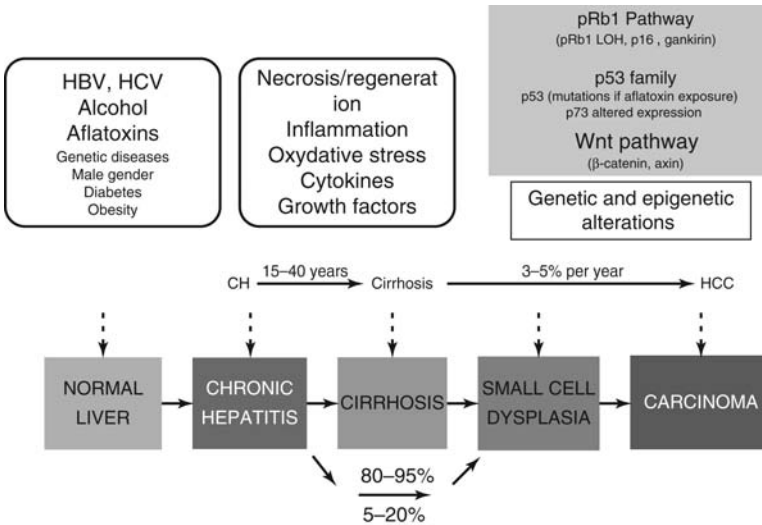 HBV, HCV
Alcohol
Aflatoxins
Genetic diseases
Male gender
Diabetes
Obesity
Necrosis/regenerat
ion
Inflammation
Oxydative stress
Cytokines
Growth factors
pRb1 Pathway
(pRb1 LOH, p16 , gankirin)
p53 family
p53 (mutations if aflatoxin exposure)
p73 altered expression
Wnt pathway
(β-catenin, axin)
Genetic and epigenetic
alterations
CH
15–40 years
Cirrhosis
3–5% per year
HCC
NORMAL
LIVER
CHRONIC
HEPATITIS
CIRRHOSIS
SMALL CELL
DYSPLASIA
CARCINOMA
80–95%
5–20%